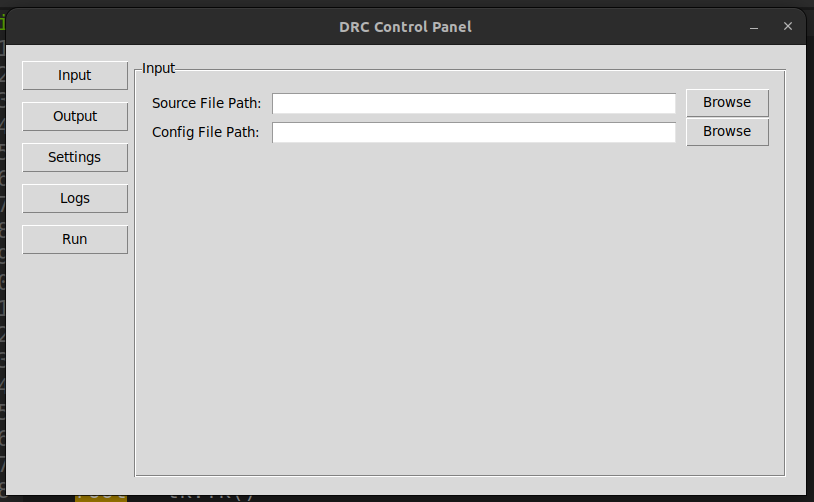 DRC Control Panel
Input
Output
Settings
Logs
Run
Input
Source File Path:
Browse
Config File Path:
Browse